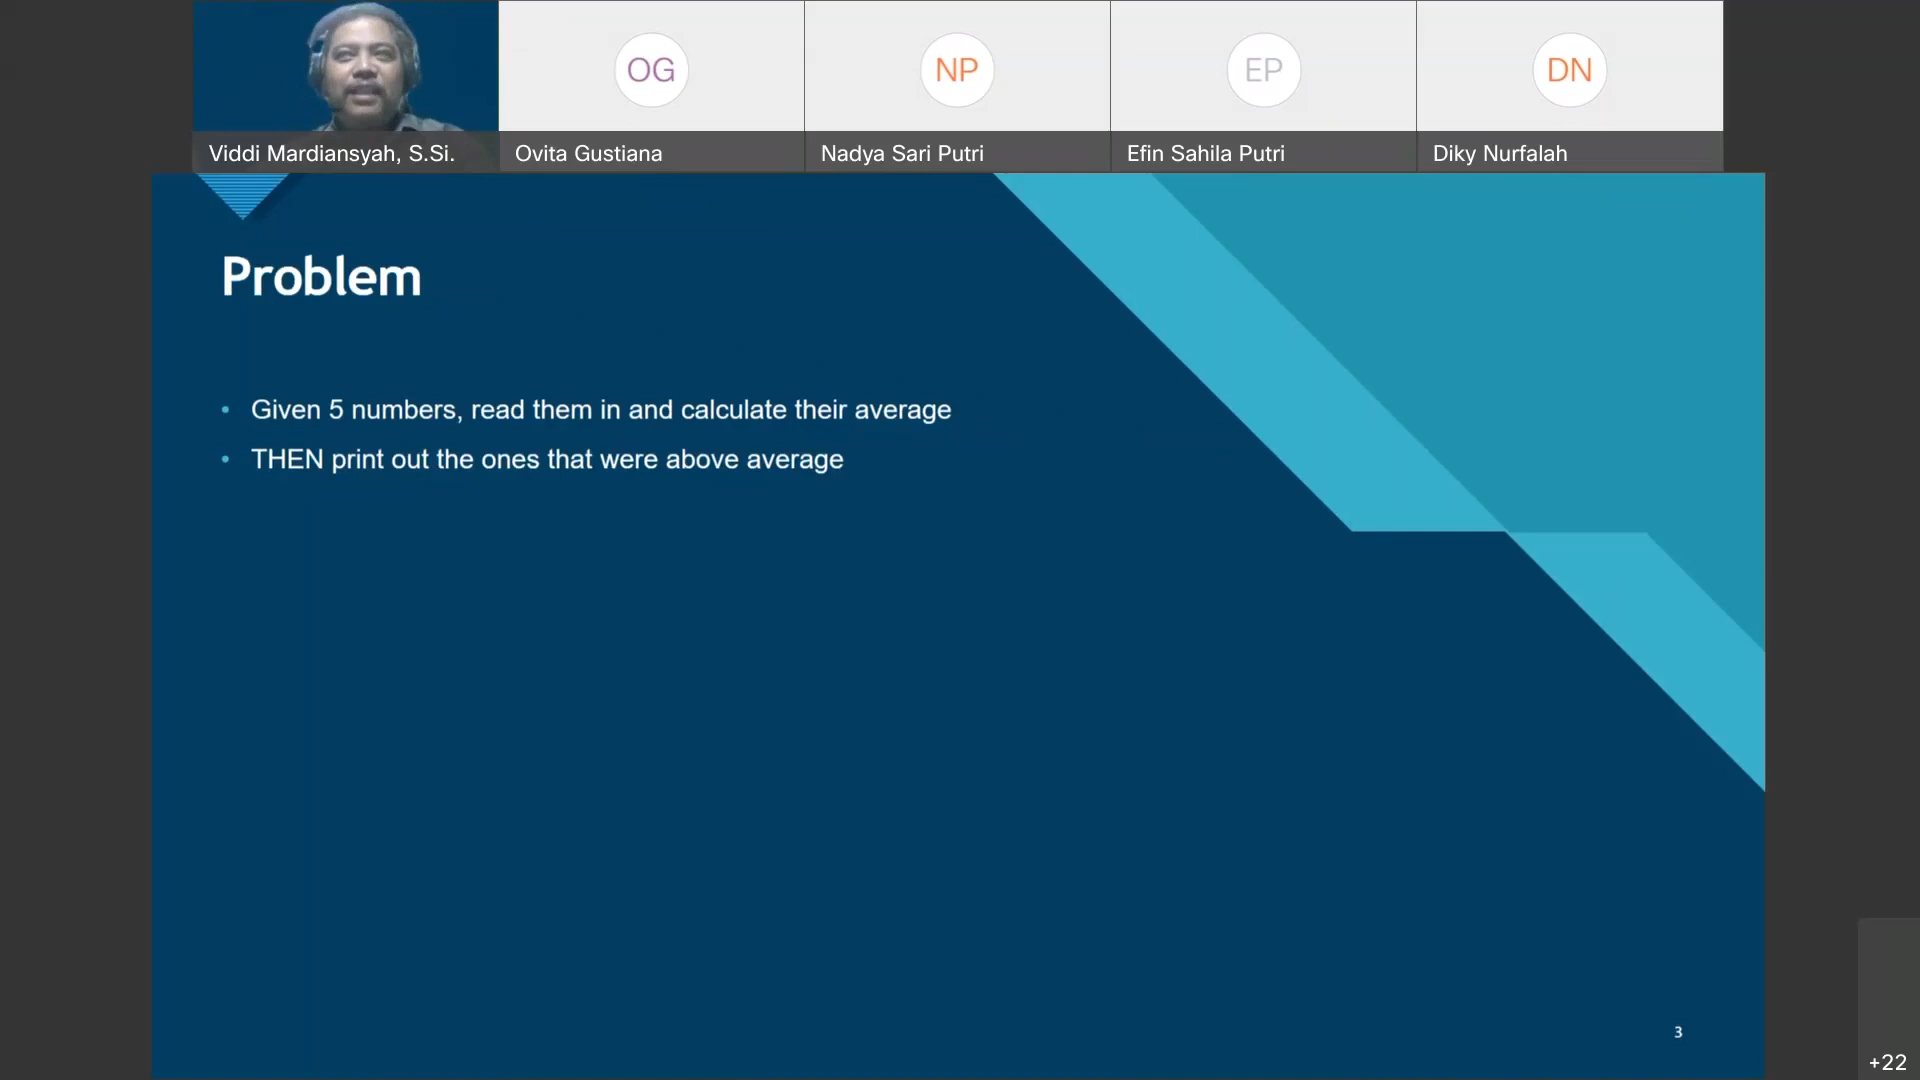 OG
NP
EP
DN
Viddi Mardiansyah, S.Si.
Ovita Gustiana
Nadya Sari Putri
Efin Sahila Putri
Diky Nurfalah
Problem
• Given 5 numbers, read them in and calculate their average
• THEN print out the ones that were above average
3
+22